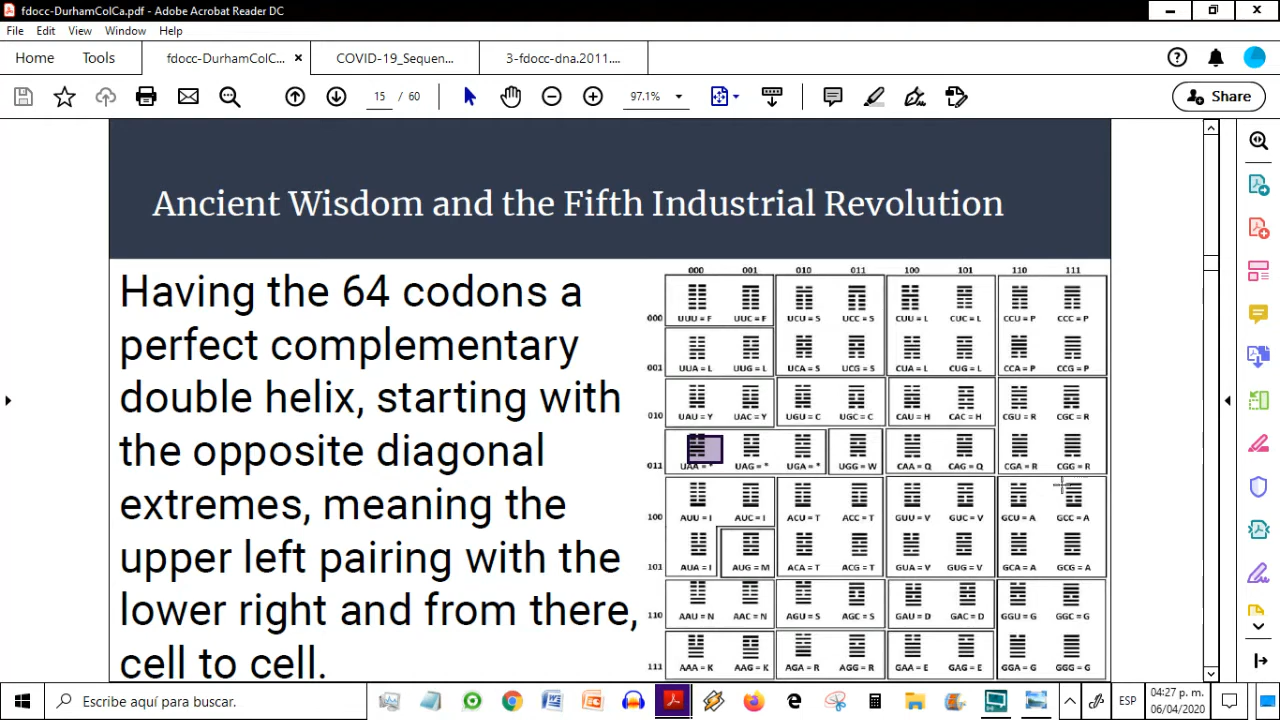 fdocc-DurhamColCa.pdf - Adobe Acrobat Reader DC
File Edit View Window Help
Home Tools fdocc-DurhamColC... COVID-19_Sequen... 3-fdocc-dna.2011....
15 / 60 97.1% Share
Ancient Wisdom and the Fifth Industrial Revolution
Having the 64 codons a
perfect complementary
double helix, starting with
the opposite diagonal
extremes, meaning the
upper left pairing with the
lower right and from there,
cell to cell.
000 001 010 011 100 101 110 111
000 UUU = F UUC = F UCU = S UCC = S CUU = L CUC = L CCU = P CCC = P
001 UUA = L UUG = L UCA = S UCG = S CUA = L CUG = L CCA = P CCG = P
010 UAU = Y UAC = Y UGU = C UGC = C CAU = H CAC = H CGU = R CGC = R
011 UAA = * UAG = * UGA = * UGG = W CAA = Q CAG = Q CGA = R CGG = R
100 AUU = I AUC = I ACU = T ACC = T GUU = V GUC = V GCU = A GCC = A
101 AUA = I AUG = M ACA = T ACG = T GUA = V GUG = V GCA = A GCG = A
110 AAU = N AAC = N AGU = S AGC = S GAU = D GAC = D GGU = G GGC = G
111 AAA = K AAG = K AGA = R AGG = R GAA = E GAG = E GGA = G GGG = G
Escribe aquí para buscar.
ESP
04:27 p. m.
06/04/2020